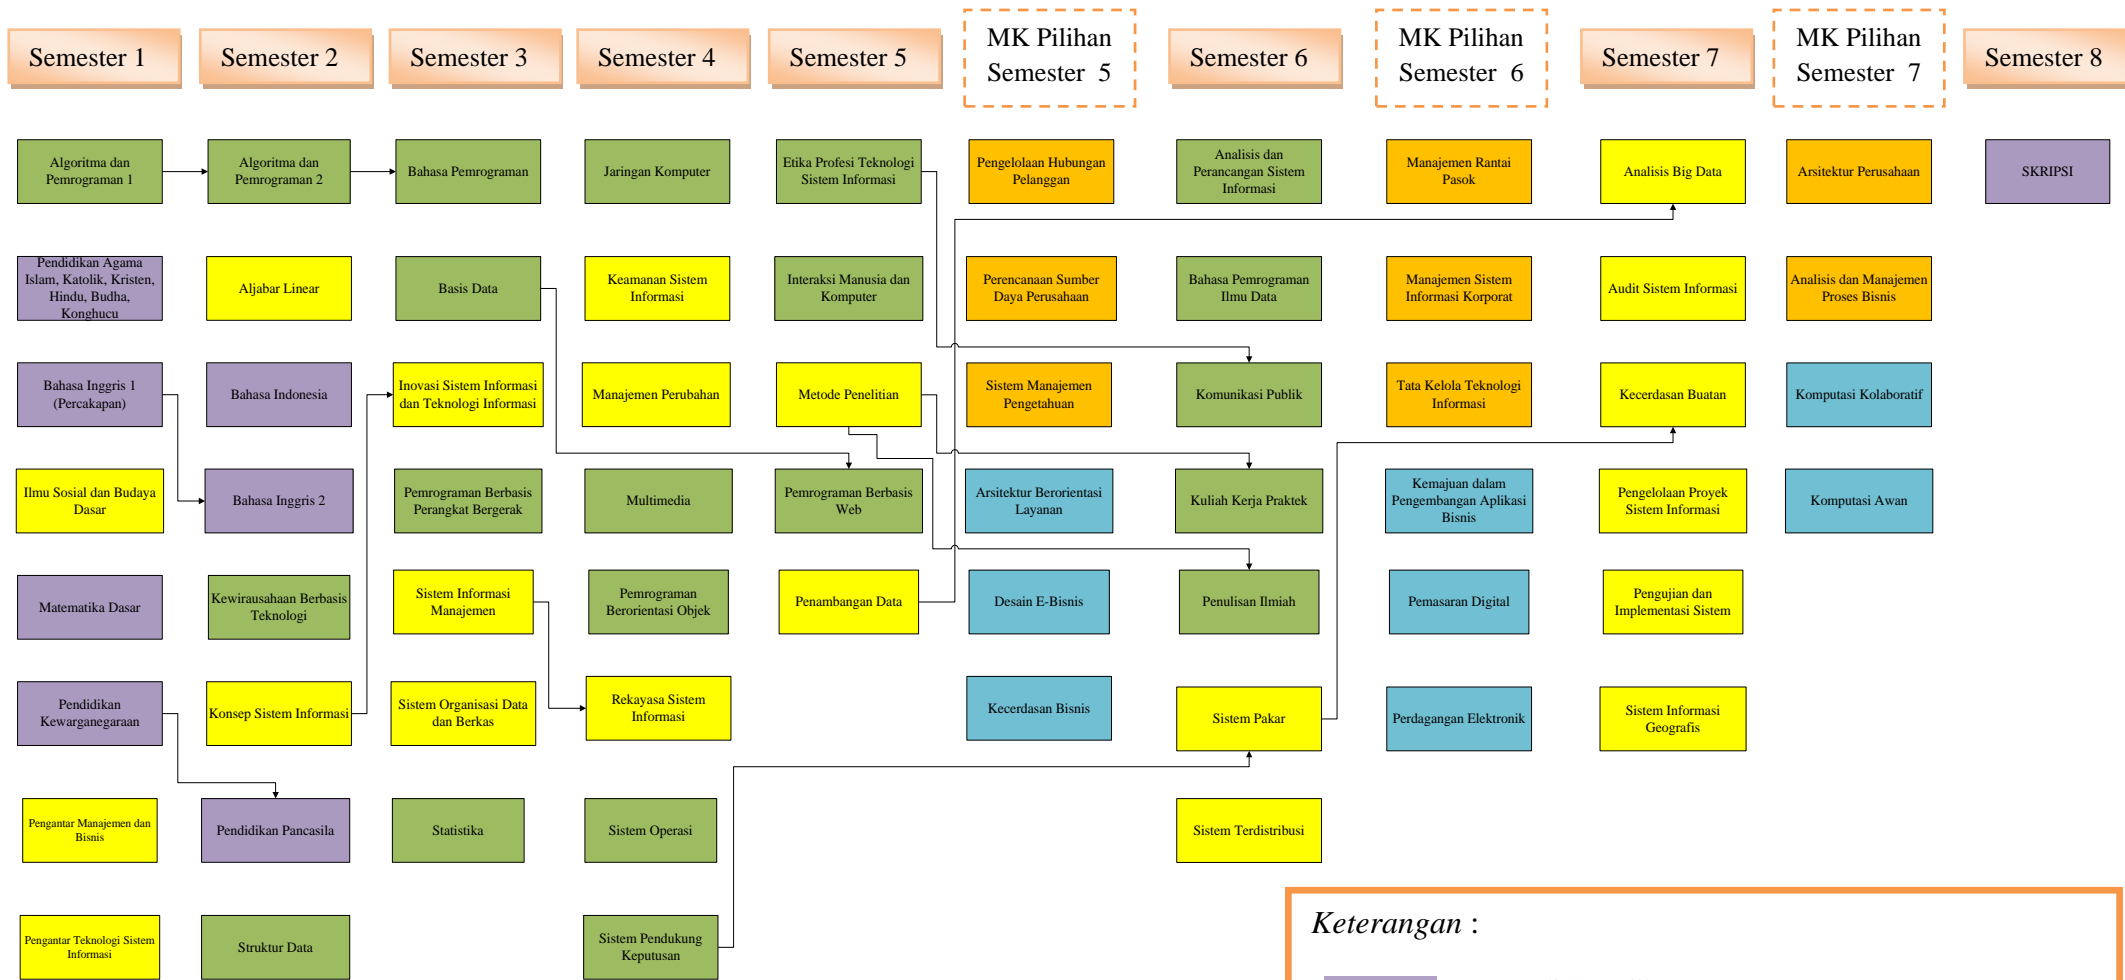 Semester 1
Semester 2
Semester 3
Semester 4
Semester 5
MK Pilihan
Semester 5
Semester 6
MK Pilihan
Semester 6
Semester 7
MK Pilihan
Semester 7
Semester 8
Algoritma dan
Pemrograman 1
Algoritma dan
Pemrograman 2
Bahasa Pemrograman
Jaringan Komputer
Etika Profesi Teknologi
Sistem Informasi
Pengelolaan Hubungan
Pelanggan
Analisis dan
Perancangan Sistem
Informasi
Manajemen Rantai
Pasok
Analisis Big Data
Arsitektur Perusahaan
SKRIPSI
Pendidikan Agama
Islam, Katolik, Kristen,
Hindu, Budha,
Konghucu
Aljabar Linear
Basis Data
Keamanan Sistem
Informasi
Interaksi Manusia dan
Komputer
Perencanaan Sumber
Daya Perusahaan
Bahasa Pemrograman
Ilmu Data
Manajemen Sistem
Informasi Korporat
Audit Sistem Informasi
Analisis dan Manajemen
Proses Bisnis
Bahasa Inggris 1
(Percakapan)
Bahasa Indonesia
Inovasi Sistem Informasi
dan Teknologi Informasi
Manajemen Perubahan
Metode Penelitian
Sistem Manajemen
Pengetahuan
Komunikasi Publik
Tata Kelola Teknologi
Informasi
Kecerdasan Buatan
Komputasi Kolaboratif
Ilmu Sosial dan Budaya
Dasar
Bahasa Inggris 2
Pemrograman Berbasis
Perangkat Bergerak
Multimedia
Pemrograman Berbasis
Web
Arsitektur Berorientasi
Layanan
Kuliah Kerja Praktek
Kemajuan dalam
Pengembangan Aplikasi
Bisnis
Pengelolaan Proyek
Sistem Informasi
Komputasi Awan
Matematika Dasar
Kewirausahaan Berbasis
Teknologi
Sistem Informasi
Manajemen
Pemrograman
Berorientasi Objek
Penambangan Data
Desain E-Bisnis
Penulisan Ilmiah
Pemasaran Digital
Pengujian dan
Implementasi Sistem
Pendidikan
Kewarganegaraan
Konsep Sistem Informasi
Sistem Organisasi Data
dan Berkas
Rekayasa Sistem
Informasi
Kecerdasan Bisnis
Sistem Pakar
Perdagangan Elektronik
Sistem Informasi
Geografis
Pengantar Manajemen dan
Bisnis
Pendidikan Pancasila
Statistika
Sistem Operasi
Sistem Terdistribusi
Pengantar Teknologi Sistem
Informasi
Struktur Data
Sistem Pendukung
Keputusan
Keterangan :